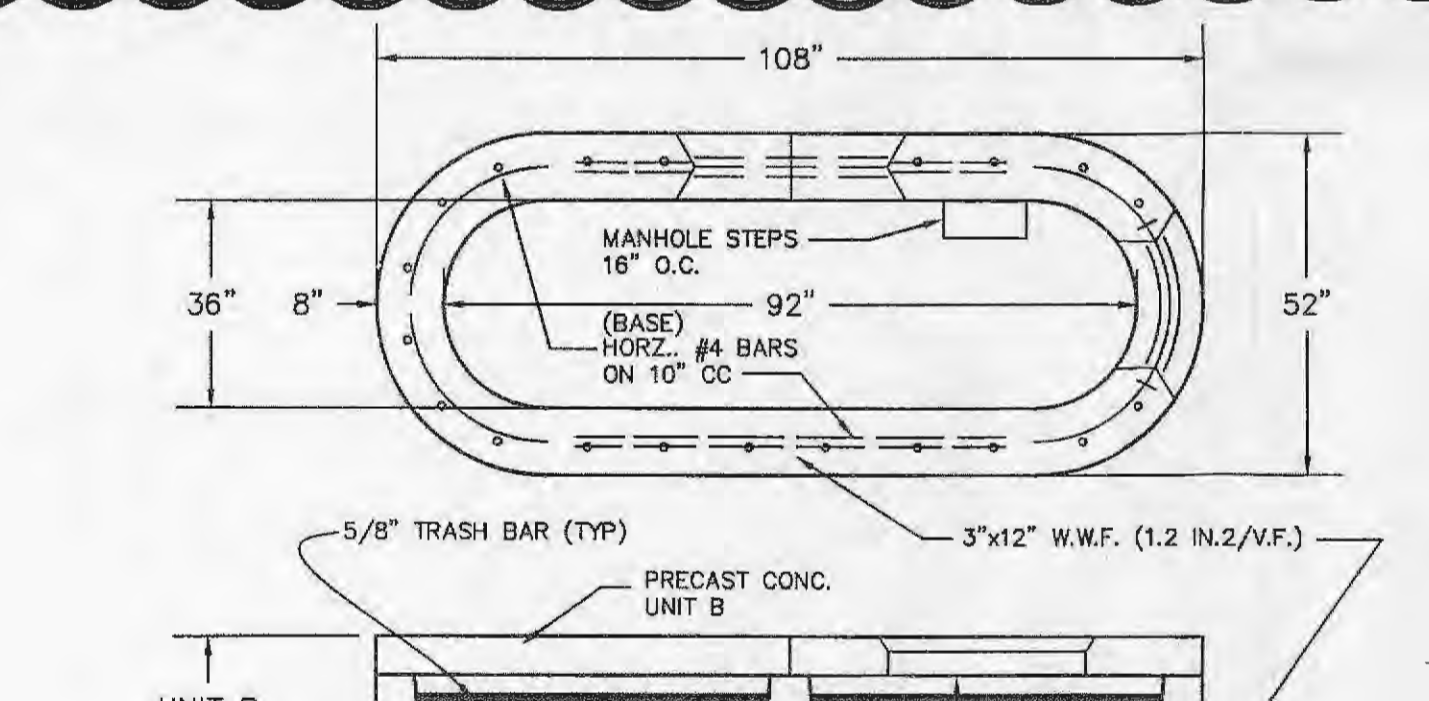 108"
MANHOLE STEPS
16" O.C.
36"
8"
92"
52"
(BASE)
HORZ.. #4 BARS
ON 10" CC
5/8" TRASH BAR (TYP)
3"x12" W.W.F. (1.2 IN.2/V.F.)
PRECAST CONC.
UNIT B